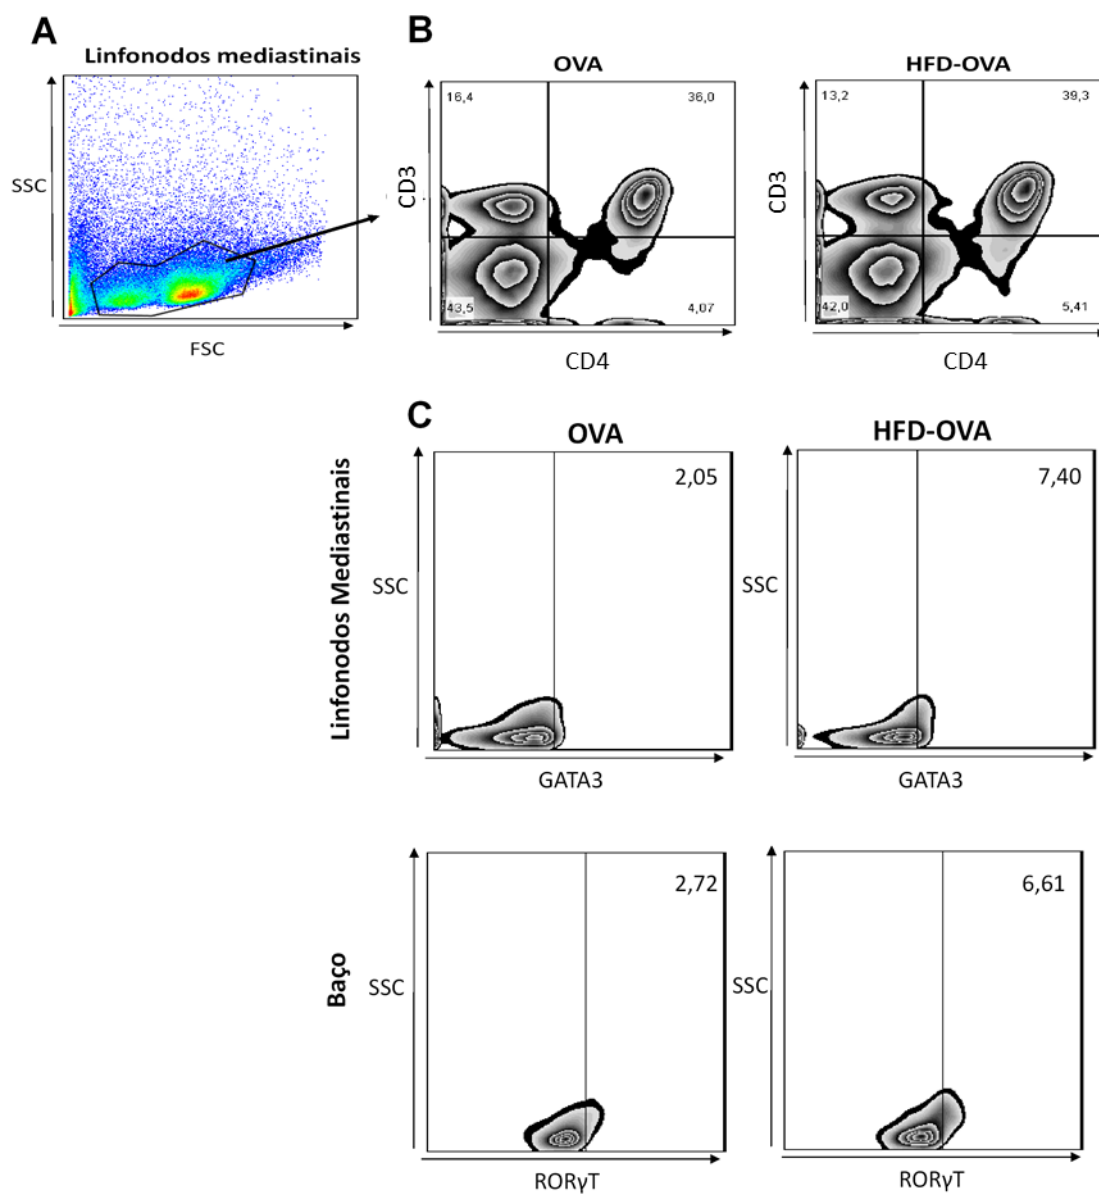 A
Linfonodos mediastinais
SSC
FSC
B
OVA
HFD-OVA
16,4
36,0
CD3
43,5
4,07
CD4
13,2
39,3
CD3
42,0
5,41
CD4
C
OVA
HFD-OVA
Linfonodos Mediastinais
2,05
SSC
GATA3
7,40
SSC
GATA3
Baço
2,72
SSC
RORγT
6,61
SSC
RORγT